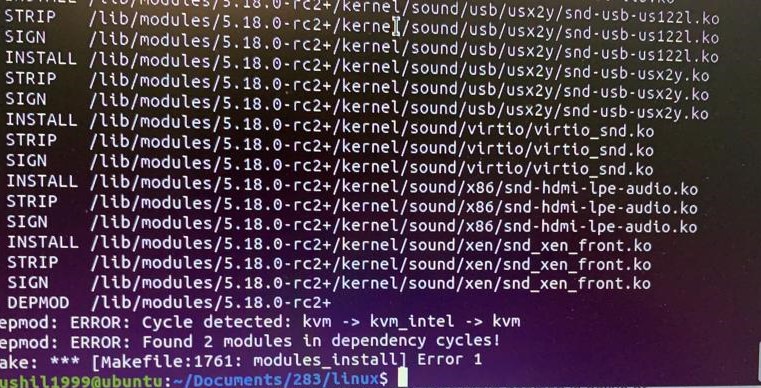 /lib/modules/5.18.0-rc2+/kernel/sound/usb/usx2y/snd-usb-us122l.ko
STRIP /lib/modules/5.18.0-rc2+/kernel/sound/usb/usx2y/snd-usb-us122l.ko
SIGN /lib/modules/5.18.0-rc2+/kernel/sound/usb/usx2y/snd-usb-us122l.ko
INSTALL /lib/modules/5.18.0-rc2+/kernel/sound/usb/usx2y/snd-usb-usx2y.ko
STRIP /lib/modules/5.18.0-rc2+/kernel/sound/usb/usx2y/snd-usb-usx2y.ko
SIGN /lib/modules/5.18.0-rc2+/kernel/sound/usb/usx2y/snd-usb-usx2y.ko
INSTALL /lib/modules/5.18.0-rc2+/kernel/sound/virtio/virtio_snd.ko
STRIP /lib/modules/5.18.0-rc2+/kernel/sound/virtio/virtio_snd.ko
SIGN /lib/modules/5.18.0-rc2+/kernel/sound/virtio/virtio_snd.ko
INSTALL /lib/modules/5.18.0-rc2+/kernel/sound/x86/snd-hdmi-lpe-audio.ko
STRIP /lib/modules/5.18.0-rc2+/kernel/sound/x86/snd-hdmi-lpe-audio.ko
SIGN /lib/modules/5.18.0-rc2+/kernel/sound/x86/snd-hdmi-lpe-audio.ko
INSTALL /lib/modules/5.18.0-rc2+/kernel/sound/xen/snd_xen_front.ko
STRIP /lib/modules/5.18.0-rc2+/kernel/sound/xen/snd_xen_front.ko
SIGN /lib/modules/5.18.0-rc2+/kernel/sound/xen/snd_xen_front.ko
DEPMOD /lib/modules/5.18.0-rc2+
epmod: ERROR: Cycle detected: kvm -> kvm_intel -> kvm
epmod: ERROR: Found 2 modules in dependency cycles!
ake: *** [Makefile:1761: modules_install] Error 1
ushil1999@ubuntu:~/Documents/283/linux$